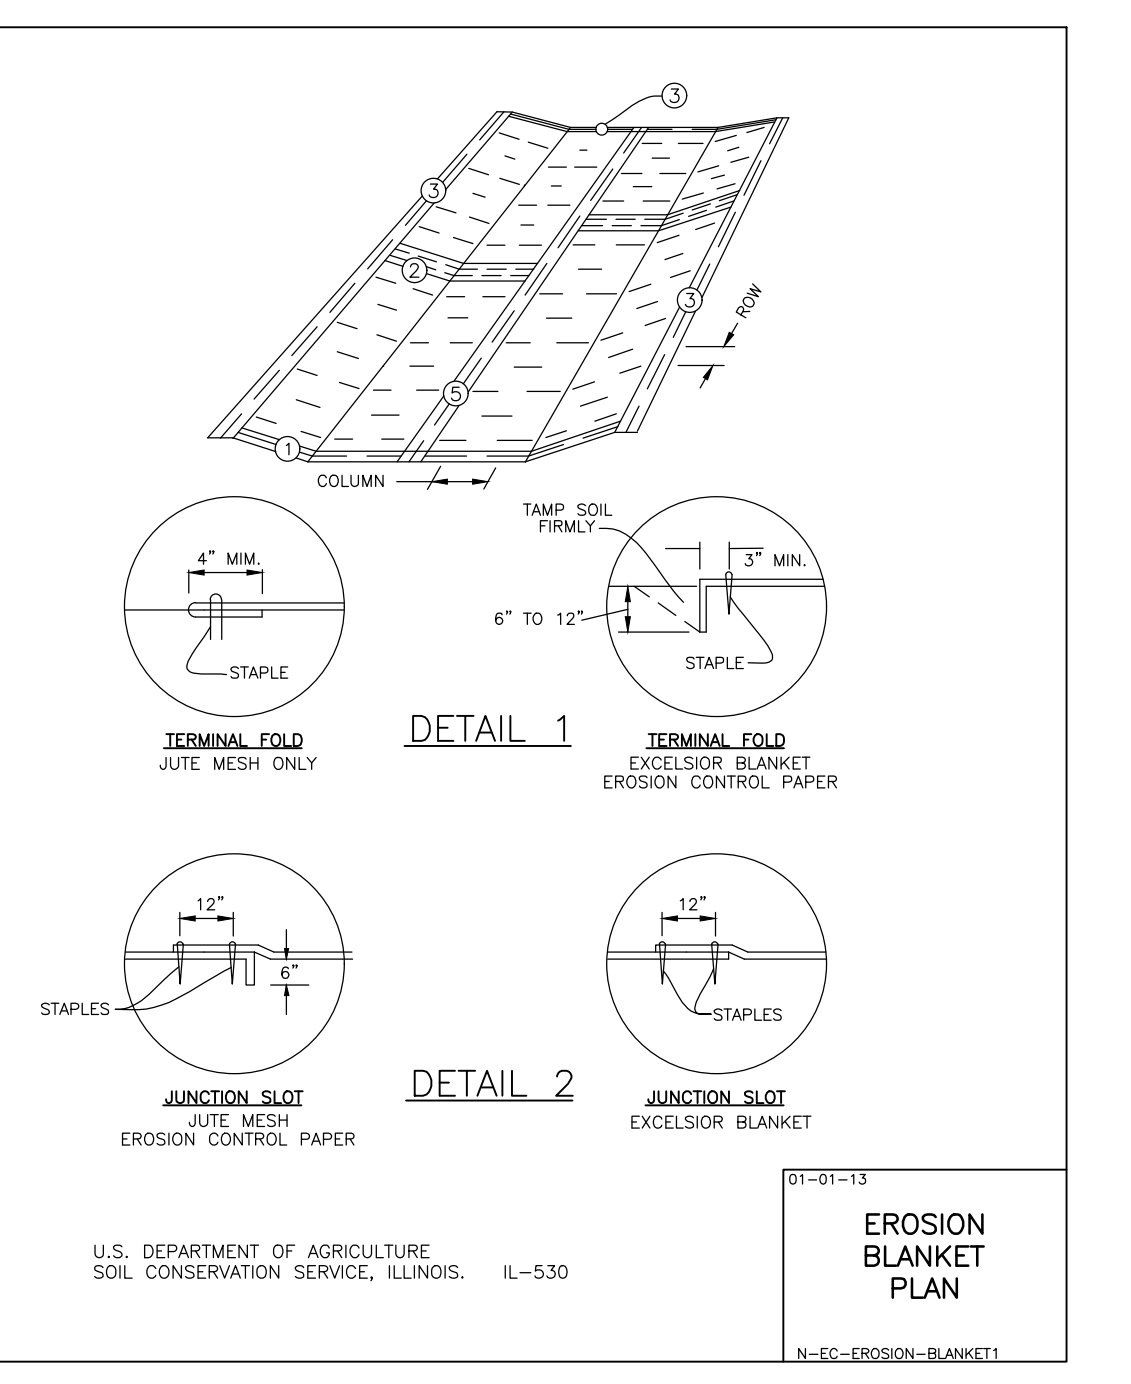 3
3
2
3
ROW
5
1
COLUMN
TAMP SOIL
FIRMLY
4" MIM.
3" MIN.
6" TO 12"
STAPLE
STAPLE
DETAIL 1
TERMINAL FOLD
JUTE MESH ONLY
TERMINAL FOLD
EXCELSIOR BLANKET
EROSION CONTROL PAPER
12"
6"
STAPLES
12"
STAPLES
DETAIL 2
JUNCTION SLOT
JUTE MESH
EROSION CONTROL PAPER
JUNCTION SLOT
EXCELSIOR BLANKET
01-01-13
EROSION
BLANKET
PLAN
U.S. DEPARTMENT OF AGRICULTURE
SOIL CONSERVATION SERVICE, ILLINOIS. IL-530
N-EC-EROSION-BLANKET1